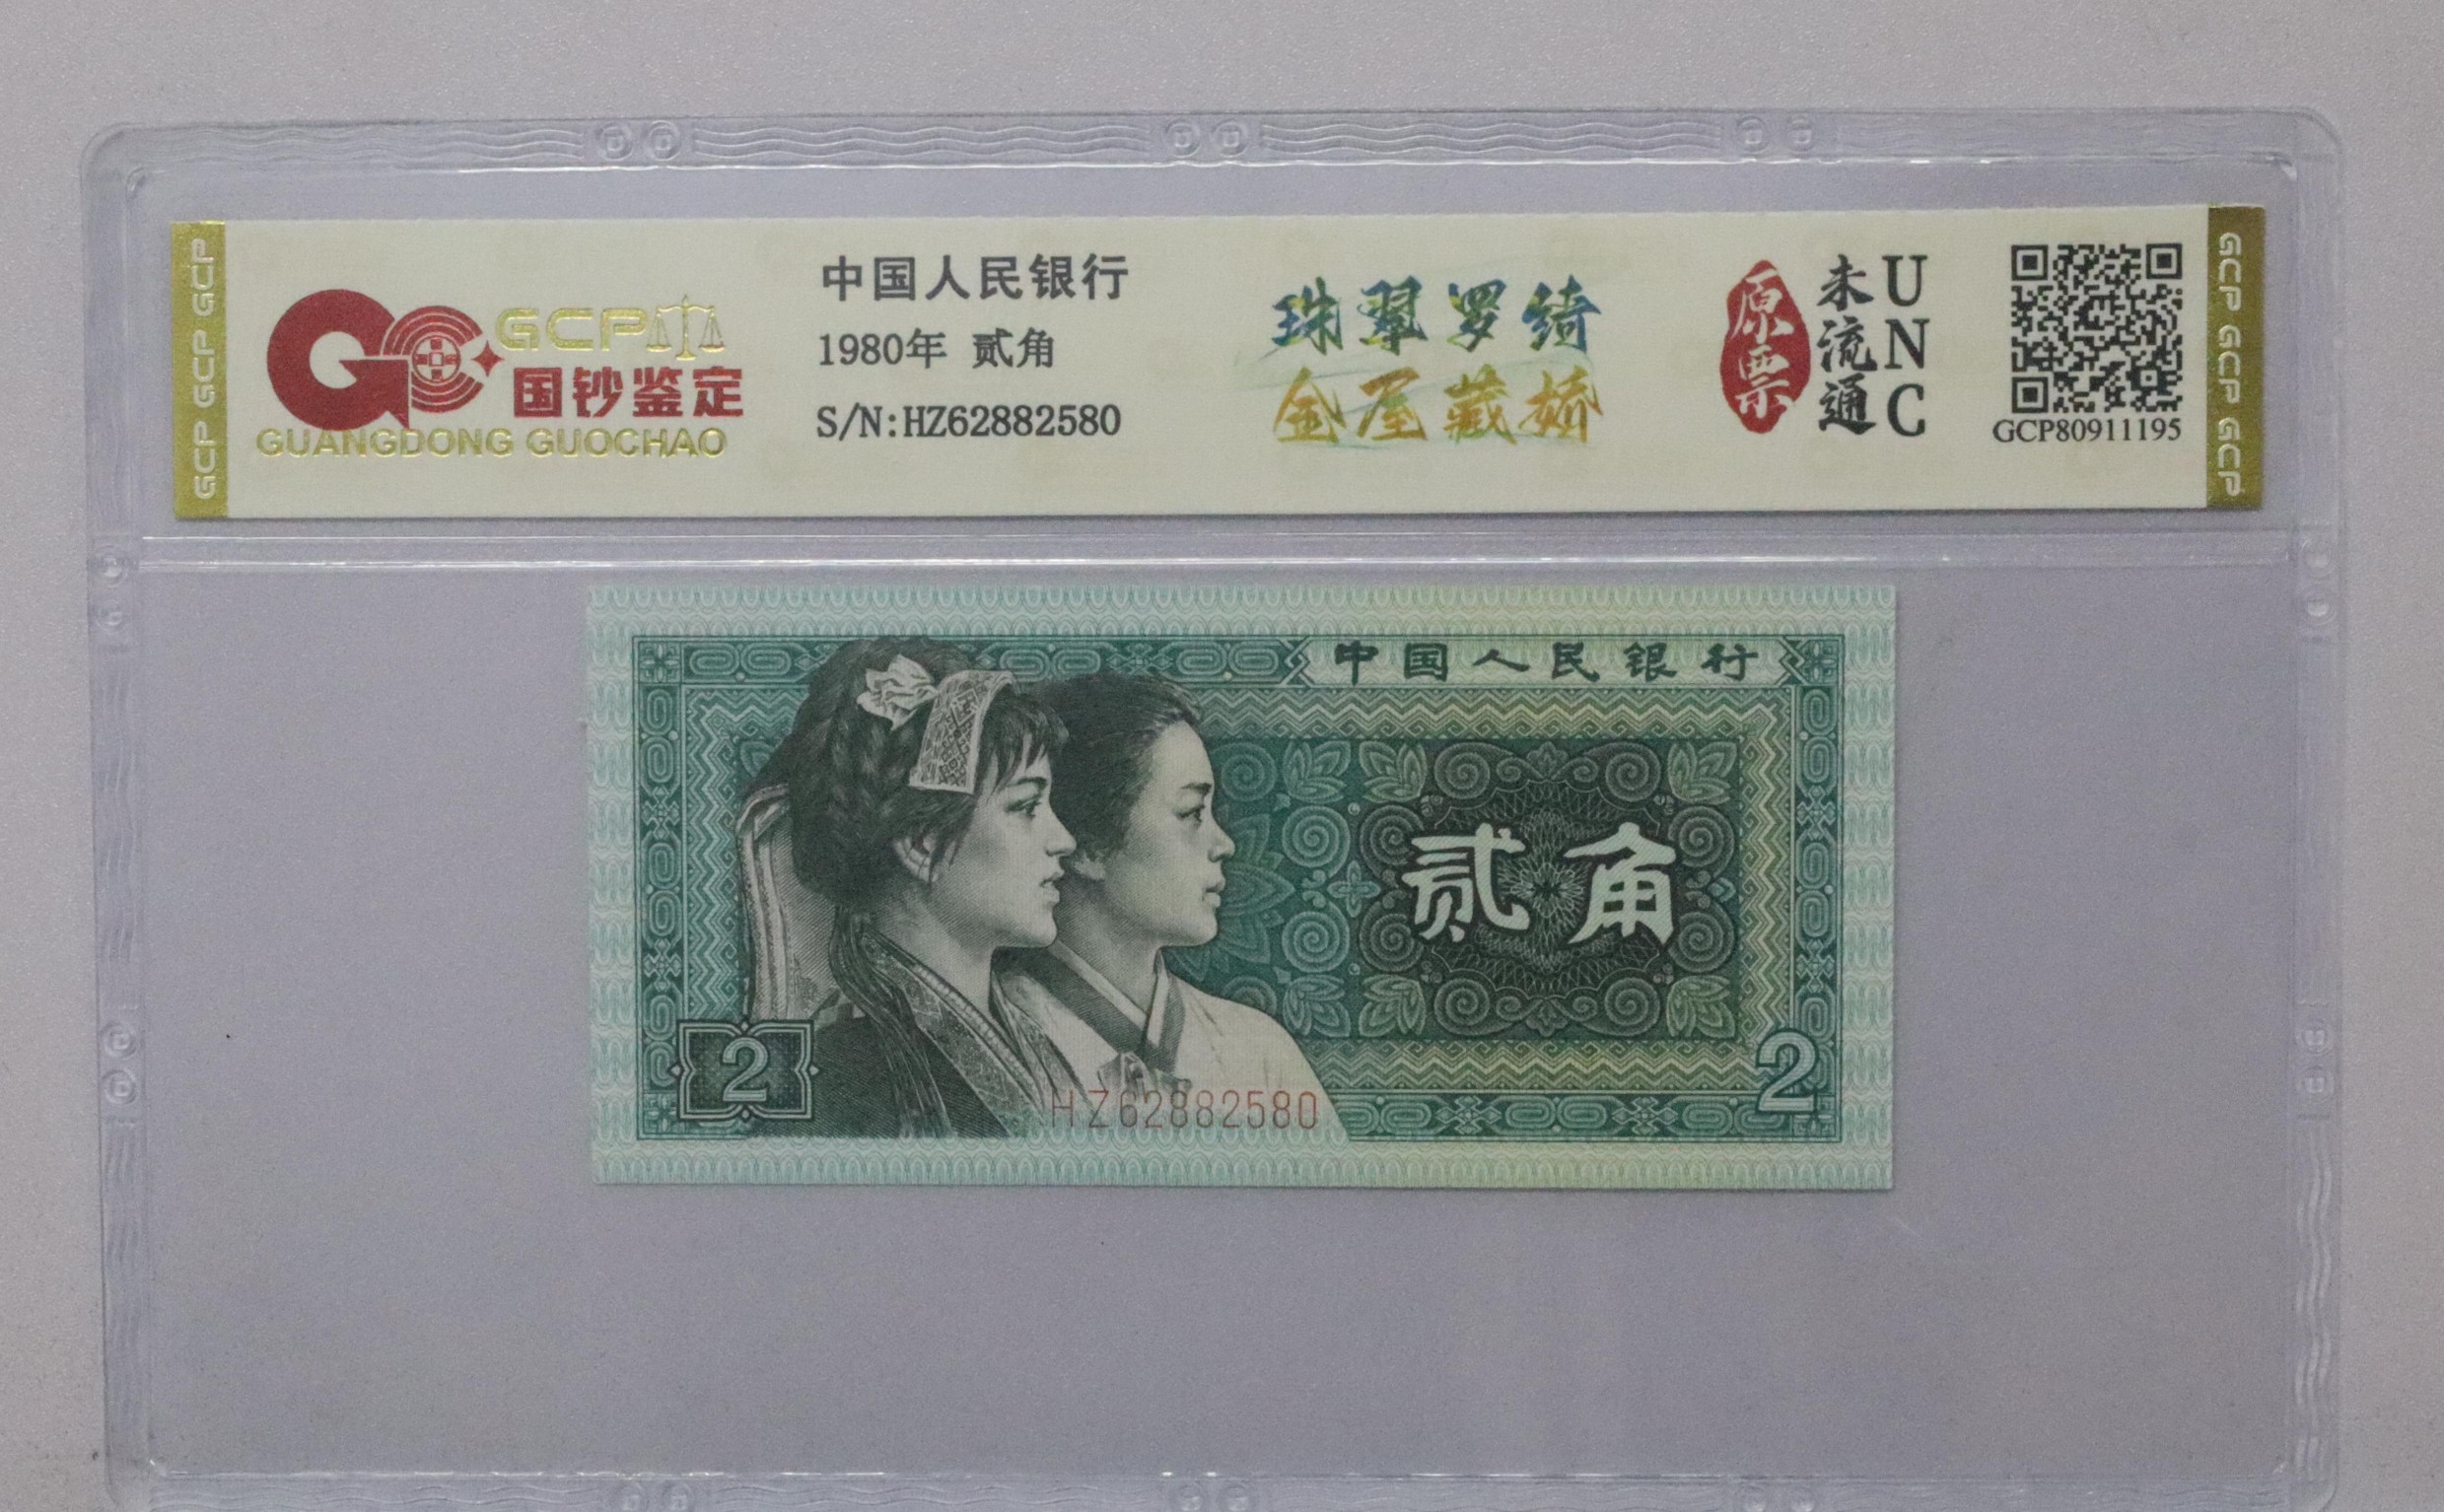 GCP GCP GCP
GCP
国钞鉴定
GUANGDONG GUOCHAO
中国人民银行
1980年 贰角
S/N:HZ62882580
珠翠罗绮
金屋藏娇
原票
未流通
UNC
GCP80911195
GCP GCP GCP
中国人民银行
贰角
2
HZ62882580
2